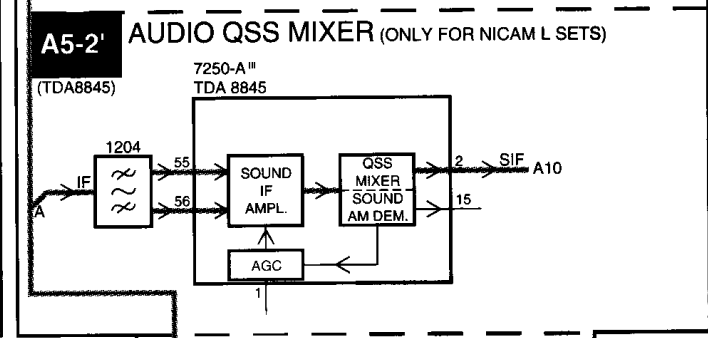 A5-2'
AUDIO QSS MIXER (ONLY FOR NICAM L SETS)
(TDA8845)
7250-A III
TDA 8845
1204
IF
A
55
56
SOUND
IF
AMPL.
QSS
MIXER
SOUND
AM DEM.
2
SIF
A10
15
AGC
1